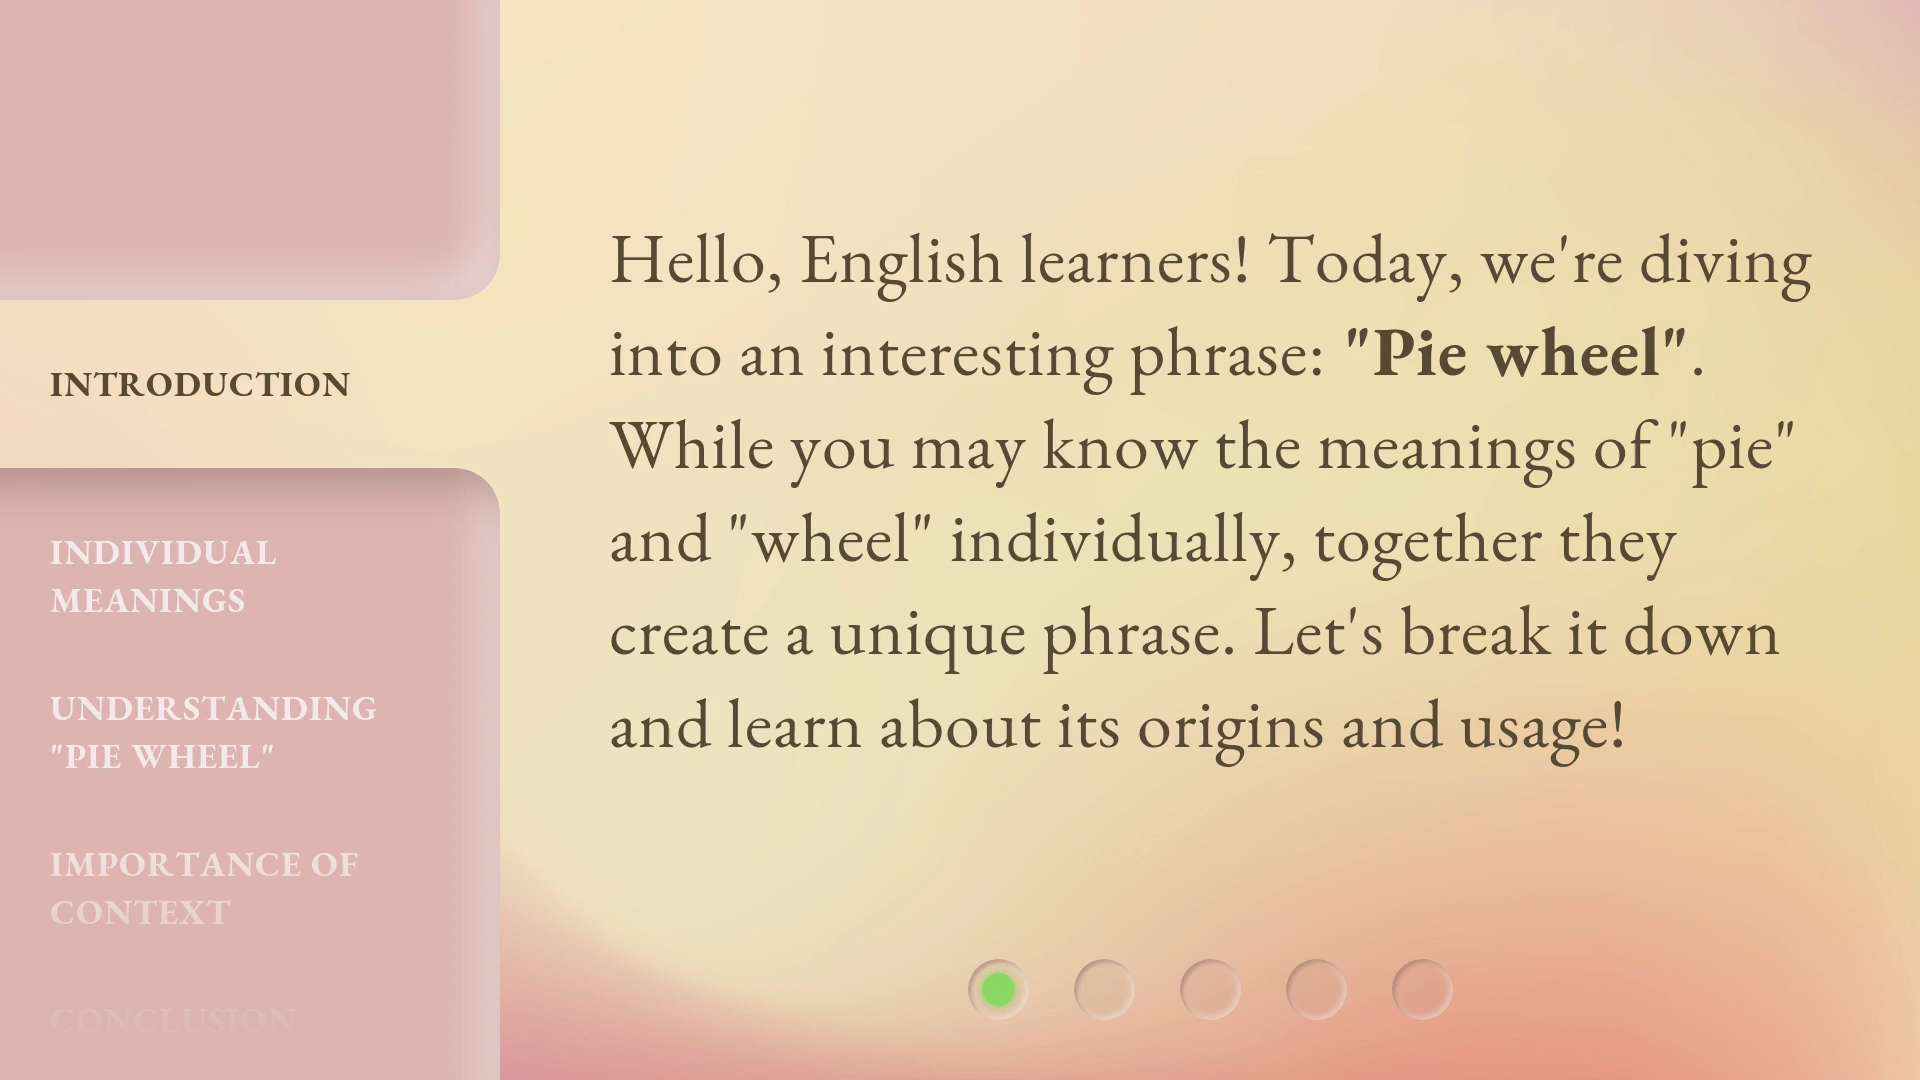 INTRODUCTION
INDIVIDUAL
MEANINGS
UNDERSTANDING
"PIE WHEEL"
IMPORTANCE OF
CONTEXT
CONCLUSION
Hello, English learners! Today, we're diving
into an interesting phrase: "Pie wheel".
While you may know the meanings of "pie"
and "wheel" individually, together they
create a unique phrase. Let's break it down
and learn about its origins and usage!